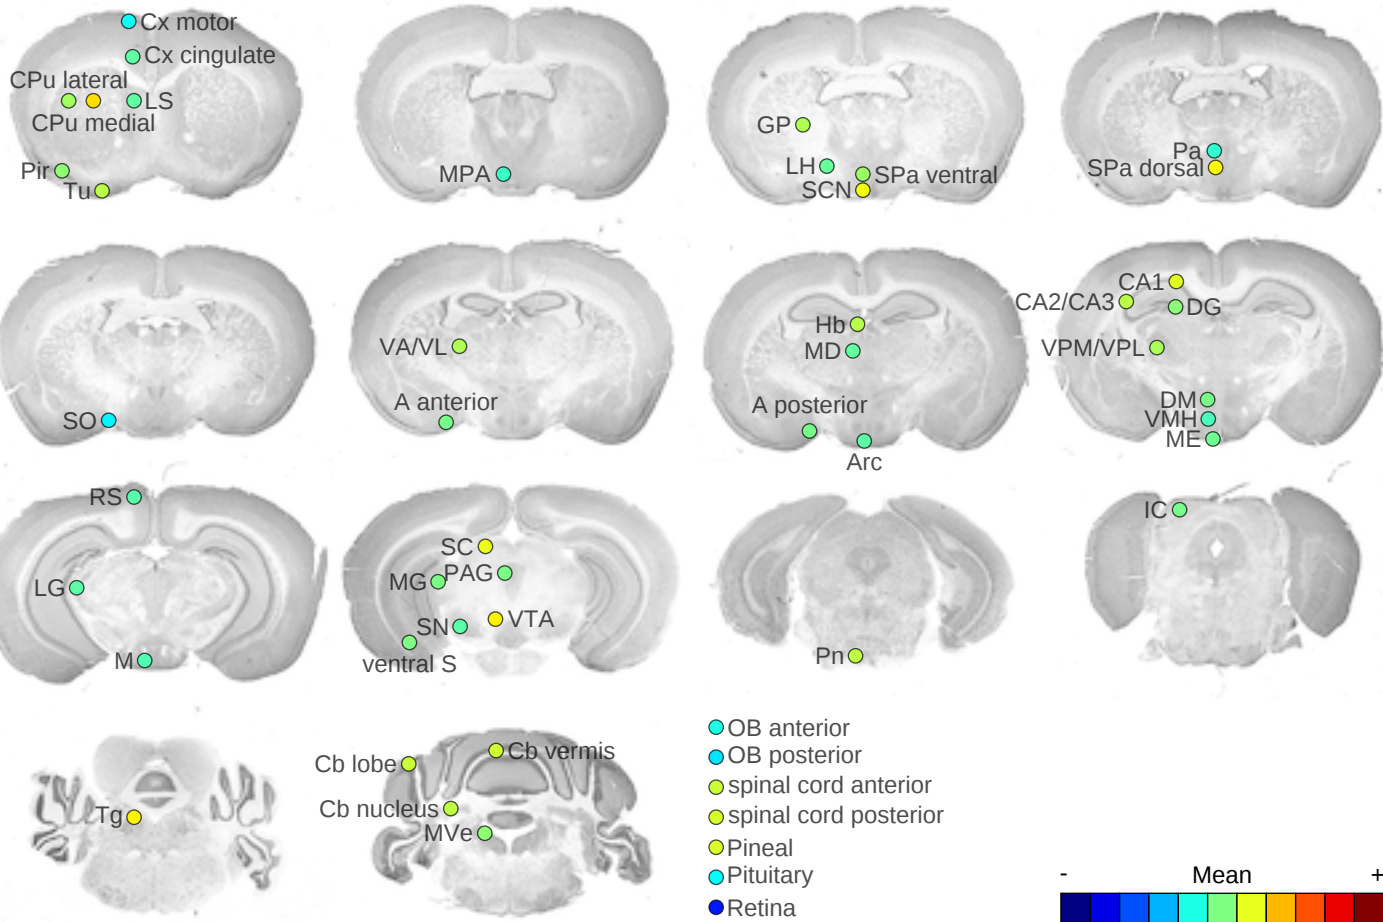 Cx motor
Cx cingulate
CPu lateral
LS
CPu medial
Pir
Tu
MPA
GP
LH
SPa ventral
SCN
Pa
SPa dorsal
SO
VA/VL
A anterior
Hb
MD
A posterior
Arc
CA1
CA2/CA3
DG
VPM/VPL
DM
VMH
ME
RS
LG
M
SC
MG
PAG
SN
VTA
ventral S
Pn
IC
Tg
Cb lobe
Cb vermis
Cb nucleus
MVe
OB anterior
OB posterior
spinal cord anterior
spinal cord posterior
Pineal
Pituitary
Retina
- Mean +